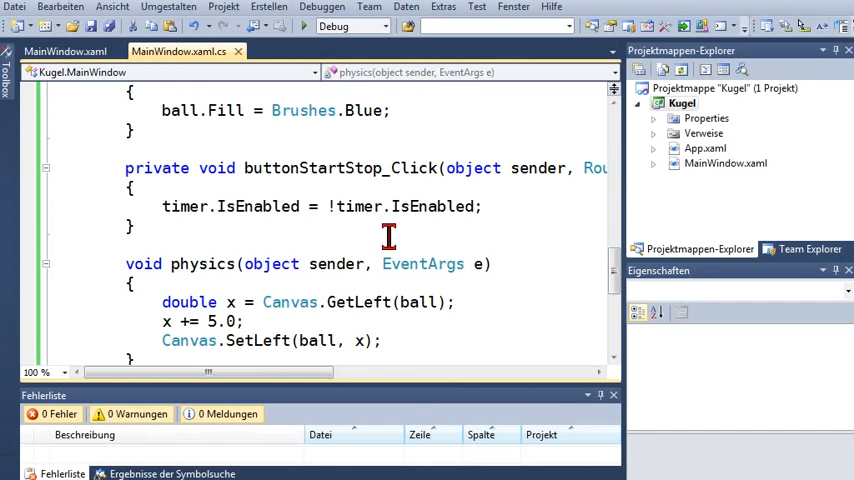 Datei Bearbeiten Ansicht Umgestalten Projekt Erstellen Debuggen Team Daten Extras Test Fenster Hilfe
Debug
Toolbox
MainWindow.xaml MainWindow.xaml.cs
Kugel.MainWindow physics(object sender, EventArgs e)
{
ball.Fill = Brushes.Blue;
}
private void buttonStartStop_Click(object sender, Rou
{
timer.IsEnabled = !timer.IsEnabled;
}
void physics(object sender, EventArgs e)
{
double x = Canvas.GetLeft(ball);
x += 5.0;
Canvas.SetLeft(ball, x);
}
100 %
Fehlerliste
0 Fehler 0 Warnungen 0 Meldungen
Beschreibung Datei Zeile Spalte Projekt
Fehlerliste Ergebnisse der Symbolsuche
Projektmappen-Explorer
Projektmappe "Kugel" (1 Projekt)
Kugel
Properties
Verweise
App.xaml
MainWindow.xaml
Projektmappen-Explorer Team Explorer
Eigenschaften